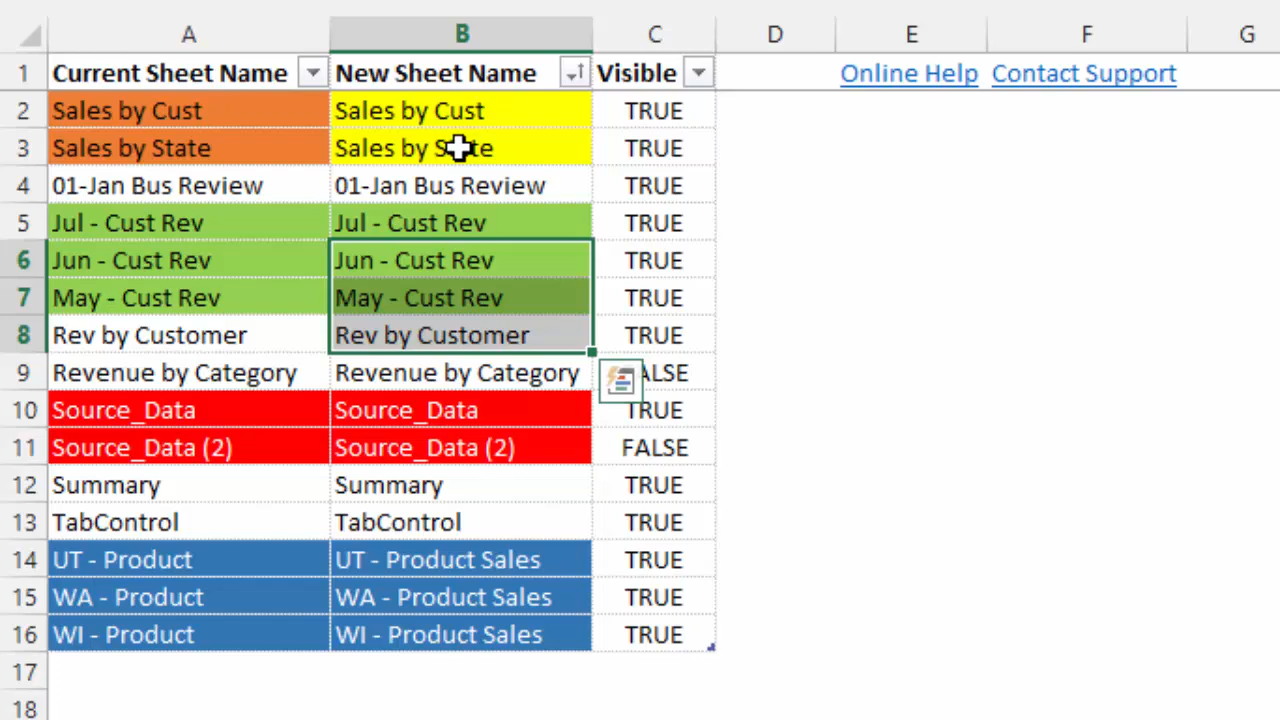 A B C D E F G
1 Current Sheet Name New Sheet Name Visible Online Help Contact Support
2 Sales by Cust Sales by Cust TRUE
3 Sales by State Sales by TRUE
4 01-Jan Bus Review 01-Jan Bus Review TRUE
5 Jul - Cust Rev Jul - Cust Rev TRUE
6 Jun - Cust Rev Jun - Cust Rev TRUE
7 May - Cust Rev May - Cust Rev TRUE
8 Rev by Customer Rev by Customer TRUE
9 Revenue by Category Revenue by Category
10 Source_Data Source_Data TRUE
11 Source_Data (2) Source_Data (2) FALSE
12 Summary Summary TRUE
13 TabControl TabControl TRUE
14 UT - Product UT - Product Sales TRUE
15 WA - Product WA - Product Sales TRUE
16 WI - Product WI - Product Sales TRUE
17
18